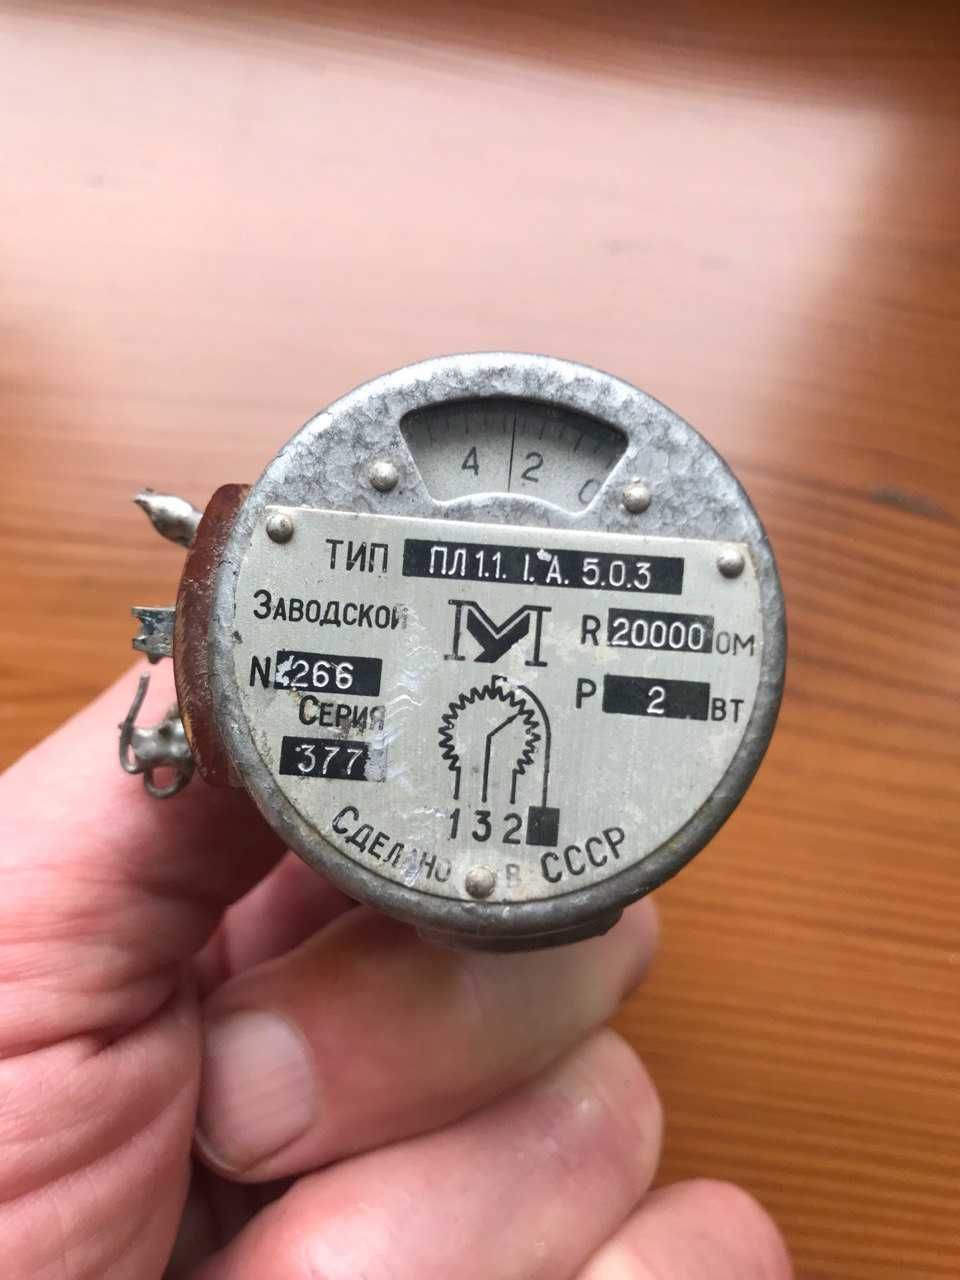 4 2 0
ТИП ПЛ 1.1. I. А. 5.0.3
ЗАВОДСКОЙ
R 20000 ОМ
N 266
P 2 ВТ
СЕРИЯ
377
1 3 2
СДЕЛАНО В СССР